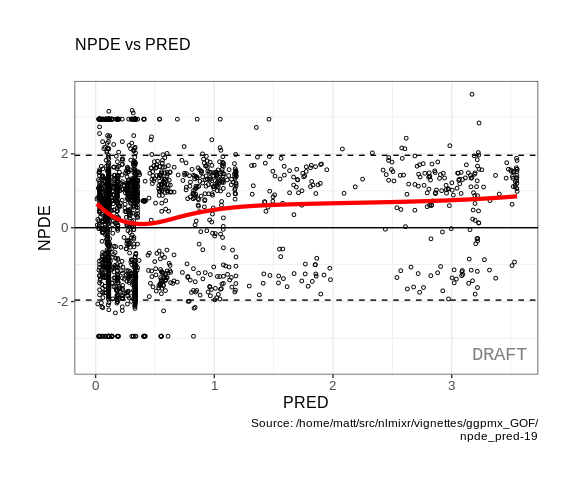 NPDE vs PRED
NPDE
2
0
-2
DRAFT
0 1 2 3
PRED
Source: /home/matt/src/nlmixr/vignettes/ggpmx_GOF/
npde_pred-19